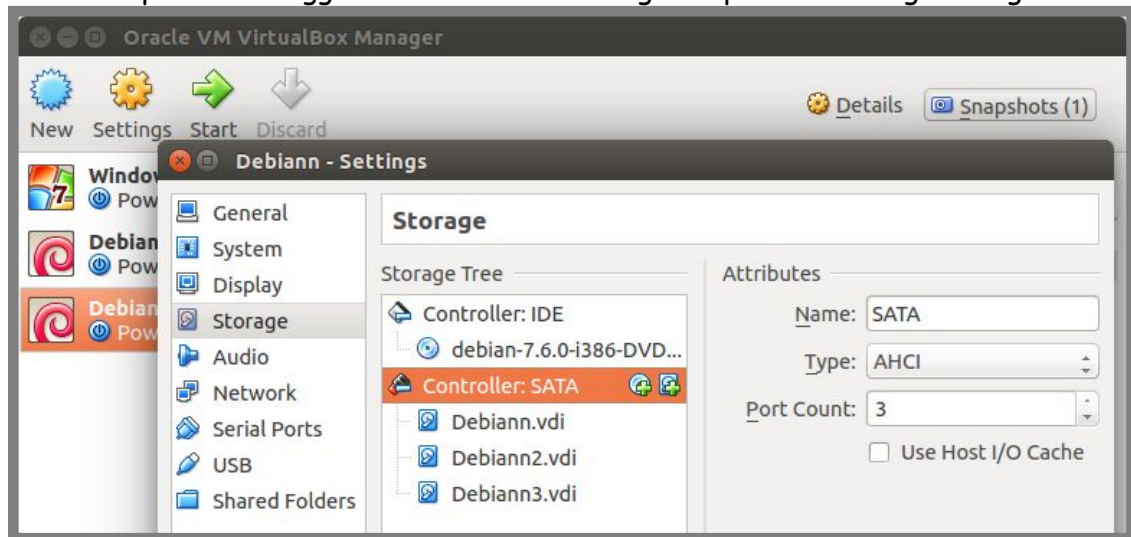 Oracle VM VirtualBox Manager
New Settings Start Discard
Details Snapshots (1)
Debiann - Settings
General
System
Display
Storage
Audio
Network
Serial Ports
USB
Shared Folders
Storage
Storage Tree
Controller: IDE
debian-7.6.0-i386-DVD...
Controller: SATA
Debiann.vdi
Debiann2.vdi
Debiann3.vdi
Attributes
Name: SATA
Type: AHCI
Port Count: 3
Use Host I/O Cache